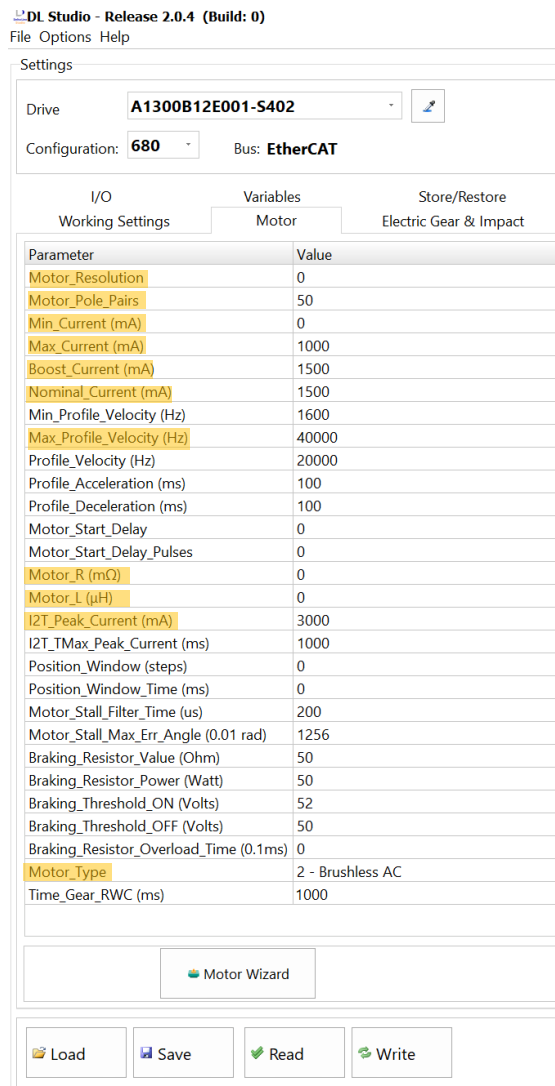 DL Studio - Release 2.0.4 (Build: 0)
File Options Help
Settings
Drive A1300B12E001-S402
Configuration: 680 Bus: EtherCAT
I/O Variables Store/Restore
Working Settings Motor Electric Gear & Impact
Parameter Value
Motor_Resolution 0
Motor_Pole_Pairs 50
Min_Current (mA) 0
Max_Current (mA) 1000
Boost_Current (mA) 1500
Nominal_Current (mA) 1500
Min_Profile_Velocity (Hz) 1600
Max_Profile_Velocity (Hz) 40000
Profile_Velocity (Hz) 20000
Profile_Acceleration (ms) 100
Profile_Deceleration (ms) 100
Motor_Start_Delay 0
Motor_Start_Delay_Pulses 0
Motor_R (mΩ) 0
Motor_L (µH) 0
I2T_Peak_Current (mA) 3000
I2T_TMax_Peak_Current (ms) 1000
Position_Window (steps) 0
Position_Window_Time (ms) 0
Motor_Stall_Filter_Time (us) 200
Motor_Stall_Max_Err_Angle (0.01 rad) 1256
Braking_Resistor_Value (Ohm) 50
Braking_Resistor_Power (Watt) 50
Braking_Threshold_ON (Volts) 52
Braking_Threshold_OFF (Volts) 50
Braking_Resistor_Overload_Time (0.1ms) 0
Motor_Type 2 - Brushless AC
Time_Gear_RWC (ms) 1000
Motor Wizard
Load Save Read Write